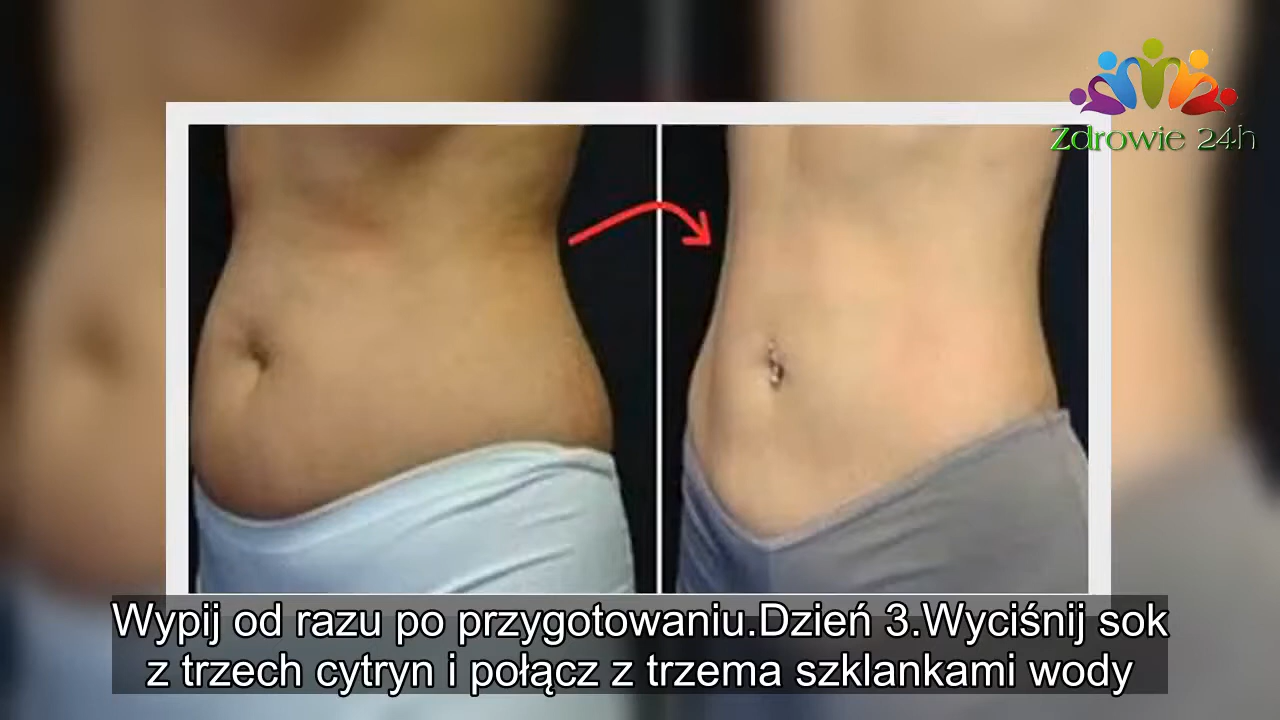 Zdrowie 24h
Wypij od razu po przygotowaniu.Dzień 3.Wyciśnij sok
z trzech cytryn i połącz z trzema szklankami wody